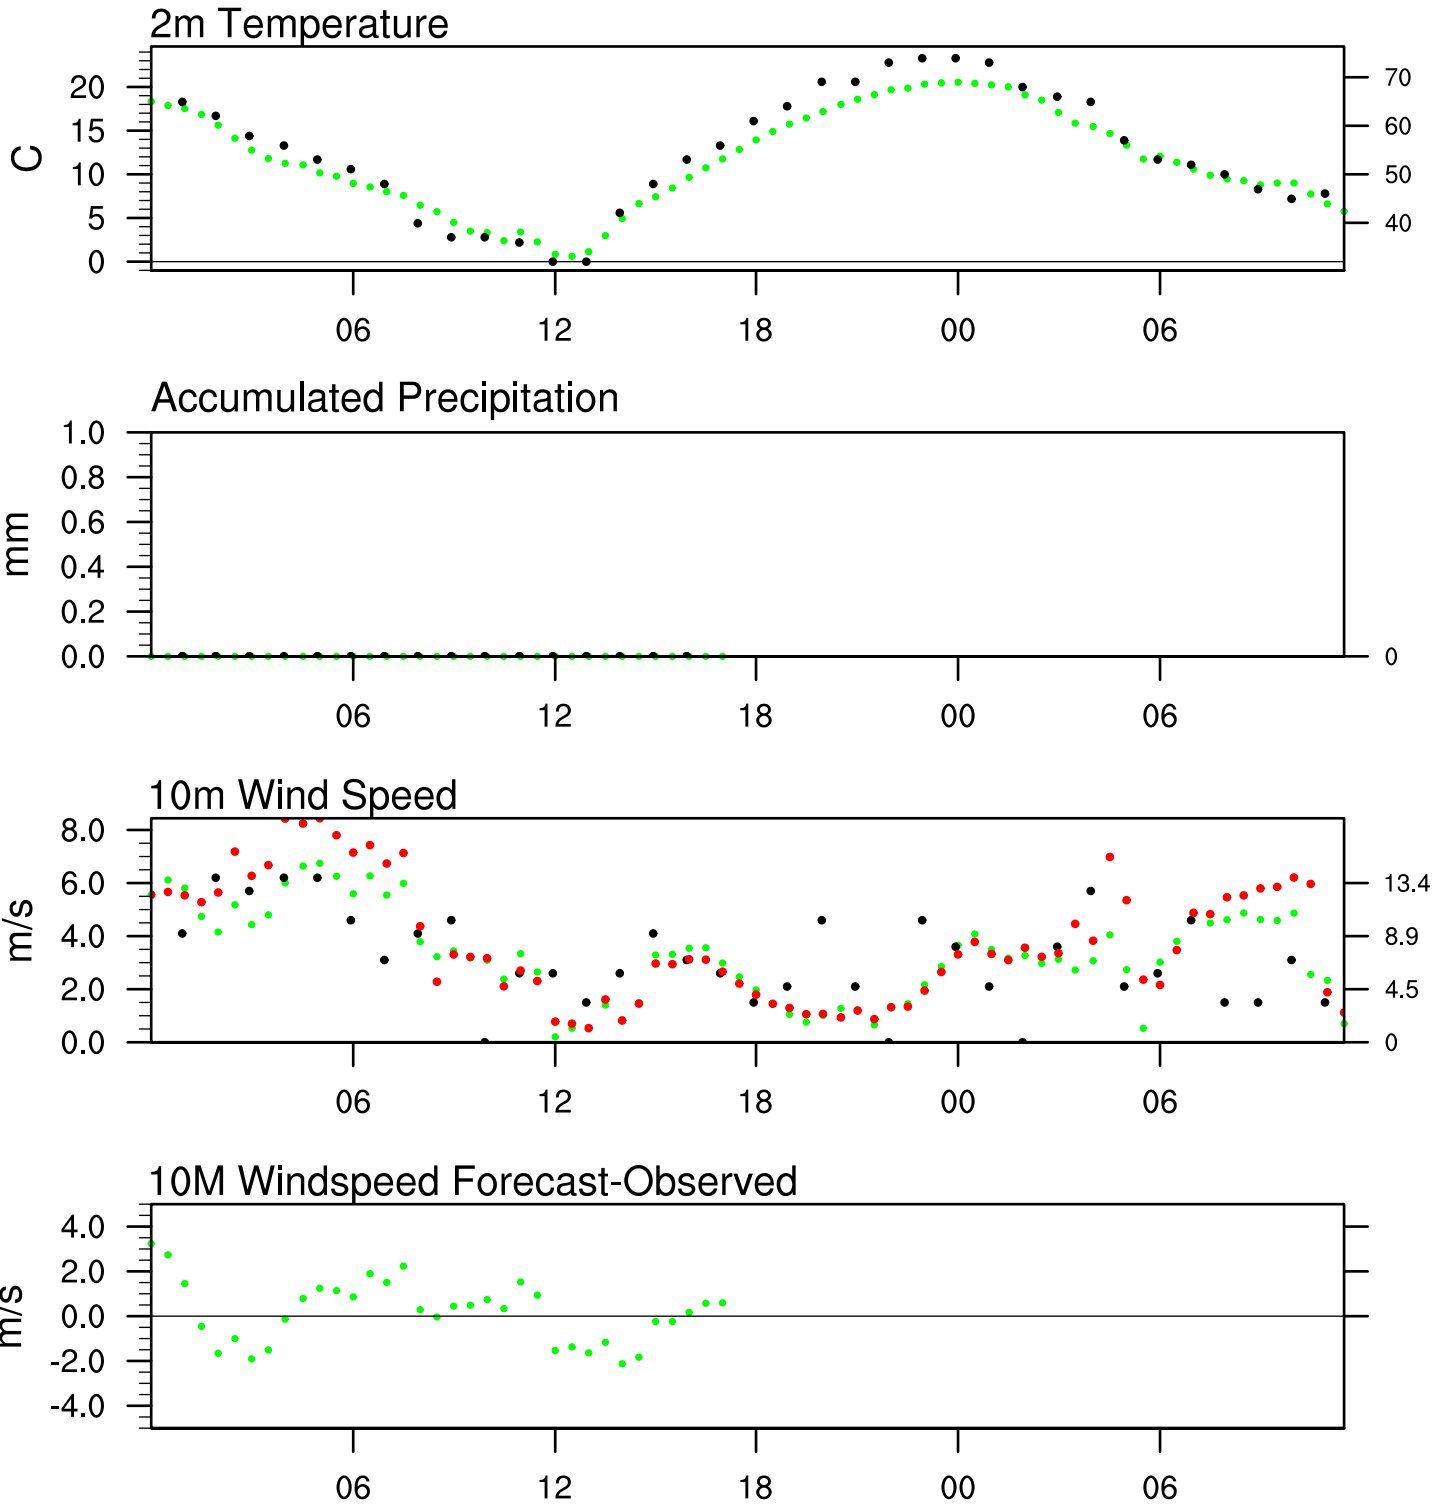 2m Temperature
20
15
10
5
0
C
70
60
50
40
06 12 18 00 06
Accumulated Precipitation
1.0
0.8
0.6
0.4
0.2
0.0
mm
0
06 12 18 00 06
10m Wind Speed
8.0
6.0
4.0
2.0
0.0
m/s
13.4
8.9
4.5
0
06 12 18 00 06
10M Windspeed Forecast-Observed
4.0
2.0
0.0
-2.0
-4.0
m/s
06 12 18 00 06